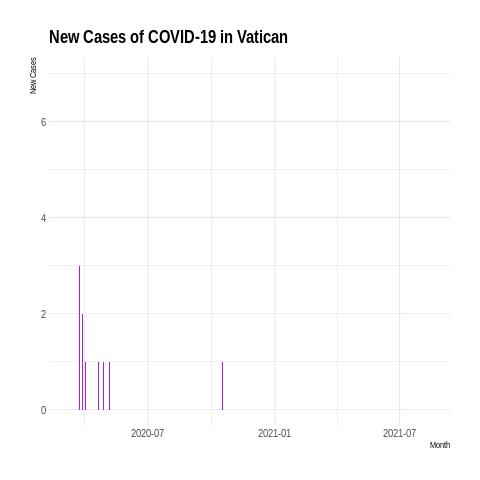 New Cases of COVID-19 in Vatican
New Cases
6
4
2
0
2020-07
2021-01
2021-07
Month